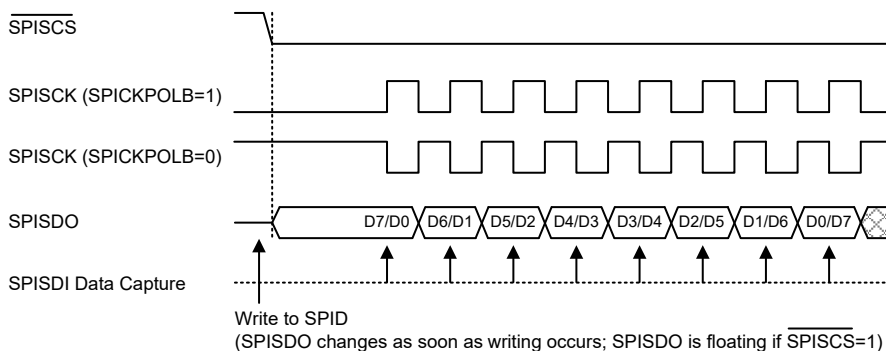 SPISCS
SPISCK (SPICKPOLB=1)
SPISCK (SPICKPOLB=0)
SPISDO
D7/D0 D6/D1 D5/D2 D4/D3 D3/D4 D2/D5 D1/D6 D0/D7
SPISDI Data Capture
Write to SPID
(SPISDO changes as soon as writing occurs; SPISDO is floating if SPISCS=1)